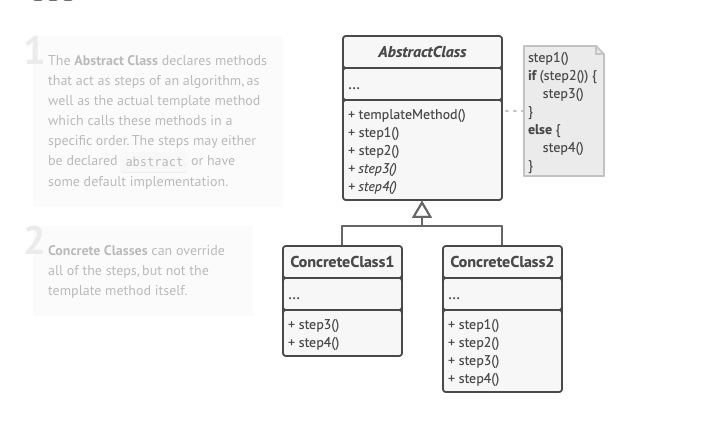 1
The Abstract Class declares methods
that act as steps of an algorithm, as
well as the actual template method
which calls these methods in a
specific order. The steps may either
be declared abstract or have
some default implementation.
2
Concrete Classes can override
all of the steps, but not the
template method itself.
AbstractClass
...
+ templateMethod()
+ step1()
+ step2()
+ step3()
+ step4()
step1()
if (step2()) {
step3()
}
else {
step4()
}
ConcreteClass1
...
+ step3()
+ step4()
ConcreteClass2
...
+ step1()
+ step2()
+ step3()
+ step4()